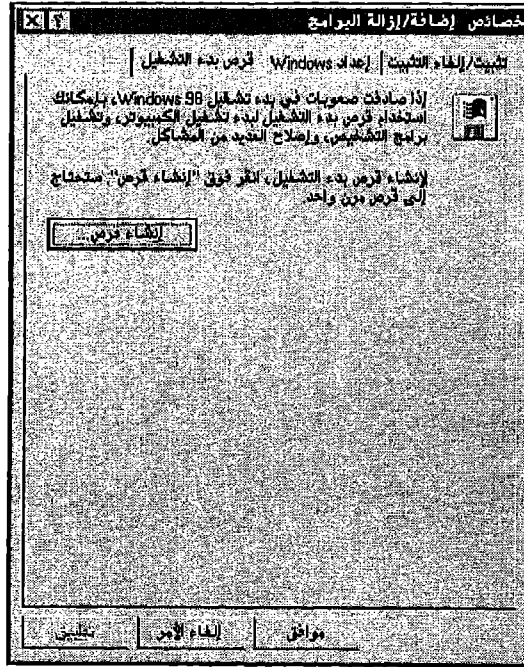 خصائص إضافة/إزالة البرامج
تثبيت/إلغاء التثبيت إعداد Windows قرص بدء التشغيل
إذا صادفت صعوبات في بدء تشغيل Windows 98، بإمكانك
إستخدام قرص بدء التشغيل لبدء تشغيل الكمبيوتر، وتشغيل
برامج التشخيص، وإصلاح العديد من المشاكل.
لإنشاء قرص بدء التشغيل، انقر فوق "إنشاء قرص". ستحتاج
إلى قرص مرن واحد.
إنشاء قرص...
موافق إلغاء الأمر تطبيق